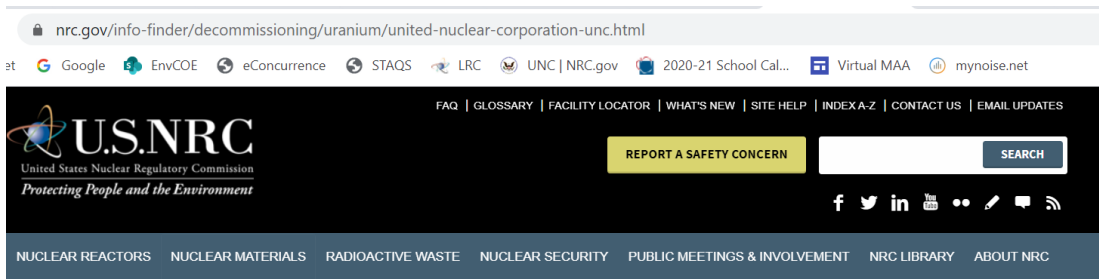 nrc.gov/info-finder/decommissioning/uranium/united-nuclear-corporation-unc.html
et Google EnvCOE eConcurrence STAQS LRC UNC | NRC.gov 2020-21 School Cal... Virtual MAA mynoise.net
FAQ | GLOSSARY | FACILITY LOCATOR | WHAT'S NEW | SITE HELP | INDEX A-Z | CONTACT US | EMAIL UPDATES
U.S.NRC
United States Nuclear Regulatory Commission
Protecting People and the Environment
REPORT A SAFETY CONCERN
SEARCH
You Tube
NUCLEAR REACTORS NUCLEAR MATERIALS RADIOACTIVE WASTE NUCLEAR SECURITY PUBLIC MEETINGS & INVOLVEMENT NRC LIBRARY ABOUT NRC